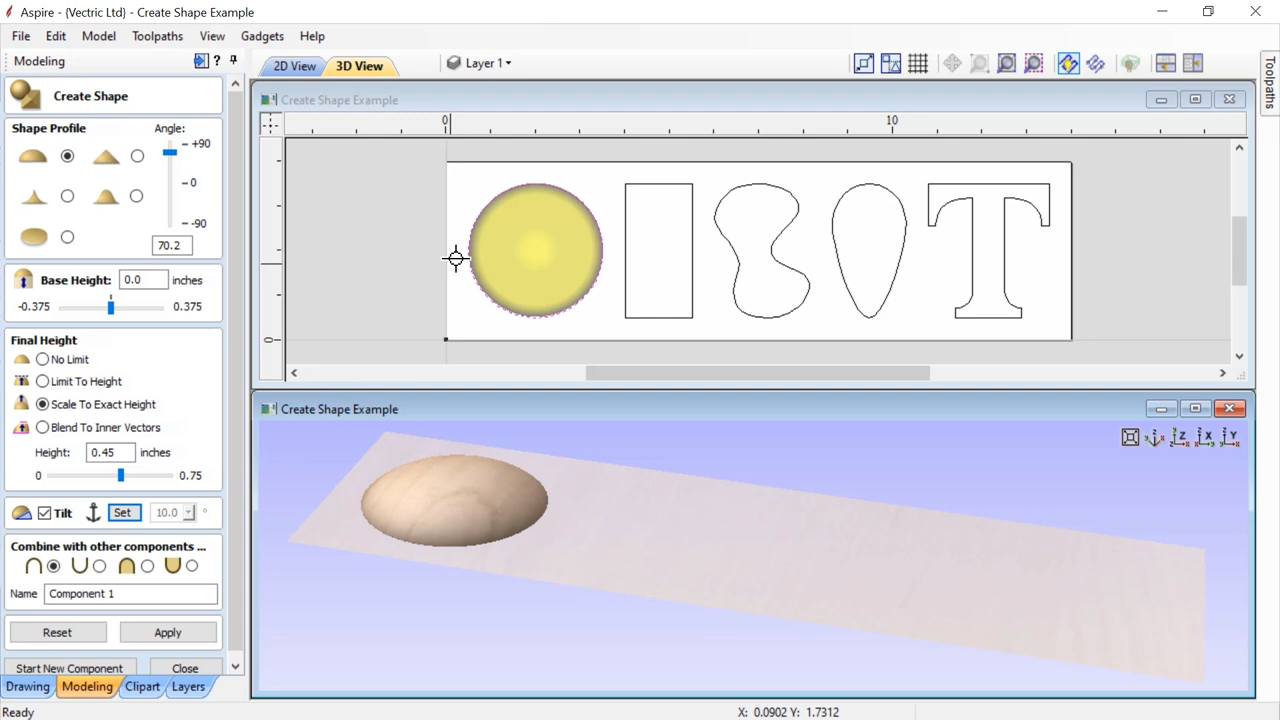 Aspire - {Vectric Ltd} - Create Shape Example
File Edit Model Toolpaths View Gadgets Help
Modeling
2D View 3D View Layer 1
Create Shape
Shape Profile Angle:
+90
0
-90
70.2
Base Height: 0.0 inches
-0.375 0.375
Final Height
No Limit
Limit To Height
Scale To Exact Height
Blend To Inner Vectors
Height: 0.45 inches
0 0.75
Tilt Set 10.0 °
Combine with other components ...
Name Component 1
Reset Apply
Start New Component Close
Drawing Modeling Clipart Layers
Ready
Create Shape Example
0 10
0
Create Shape Example
Z X Y
Toolpaths
X: 0.0902 Y: 1.7312